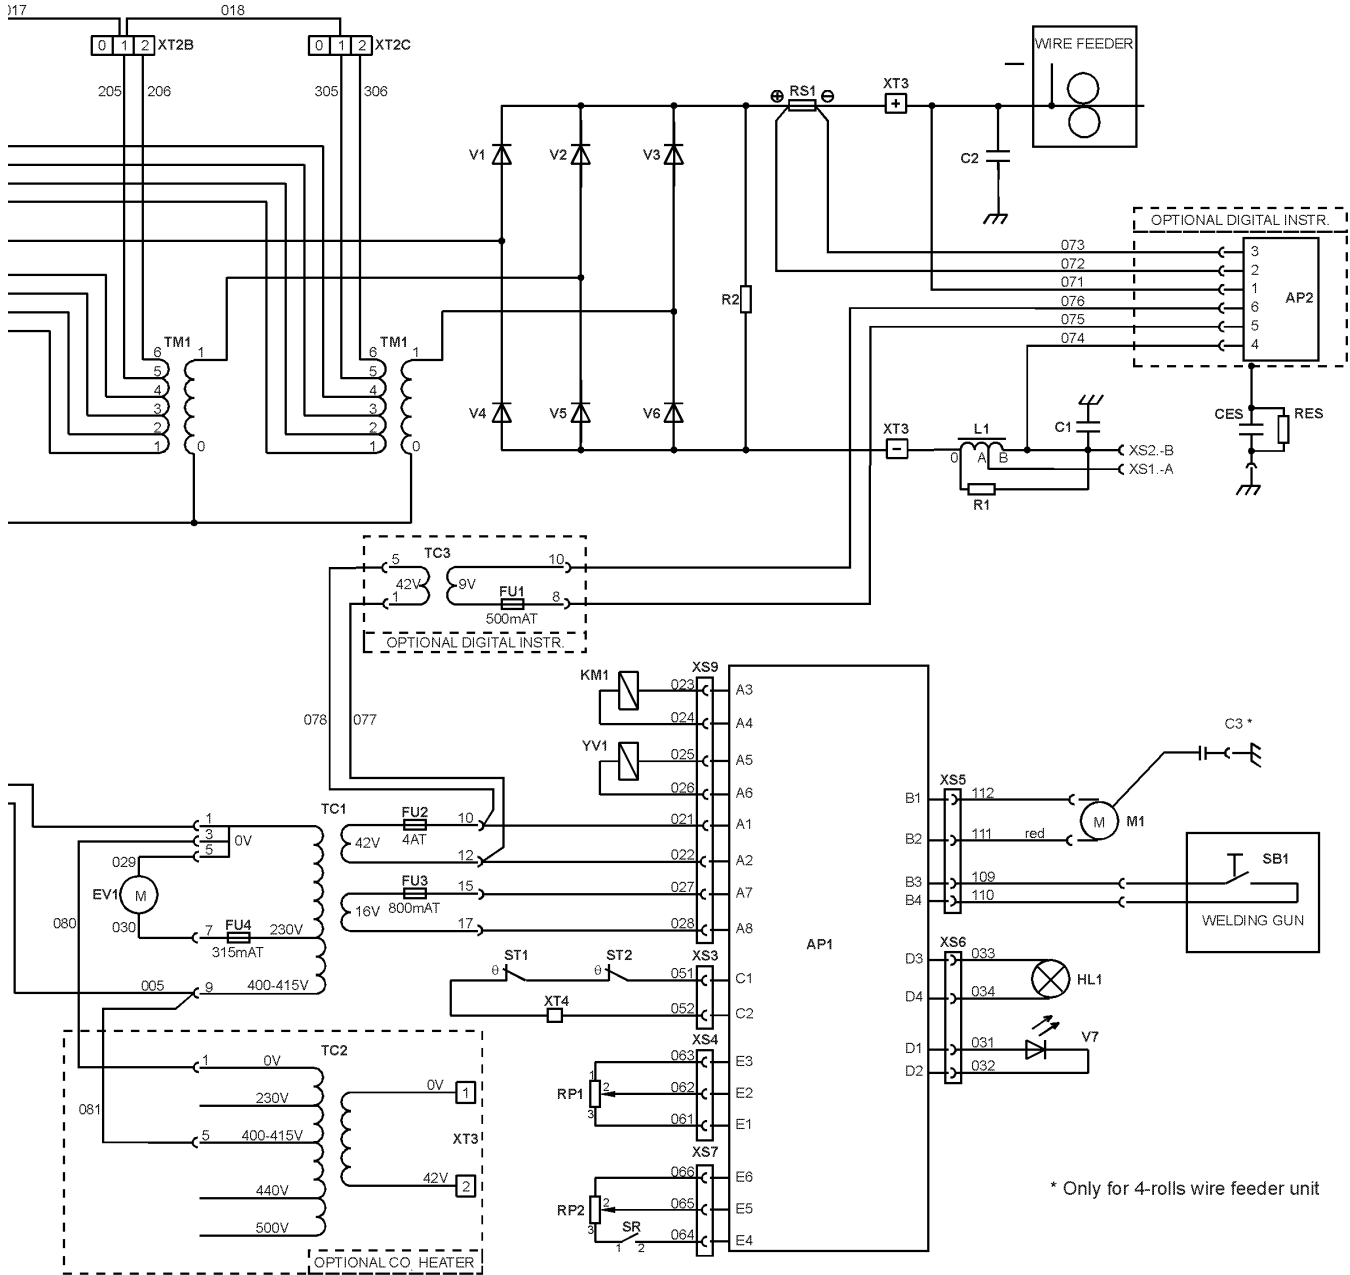 017
018
0 1 2 XT2B
0 1 2 XT2C
205 206
305 306
WIRE FEEDER
RS1
XT3
+
V1 V2 V3
C2
OPTIONAL DIGITAL INSTR.
073 3
072 2
071 1
076 6
075 5
074 4
AP2
R2
TM1
6 1
5
4
3
2
1 0
TM1
6 1
5
4
3
2
1 0
V4 V5 V6
XT3
−
L1
0 A B
C1
XS2.-B
XS1.-A
R1
CES RES
TC3
5 10
42V 9V
FU1
1 8
500mAT
OPTIONAL DIGITAL INSTR.
078 077
XS9
KM1 023 A3
024 A4
YV1 025 A5
026 A6
021 A1
022 A2
027 A7
028 A8
TC1
FU2 10
4AT
42V
12
FU3 15
800mAT
16V
17
1
3
0V
5
029
EV1 M
030
7 FU4 230V
315mAT
080
005 9 400-415V
XS3
ST1 ST2
θ θ
051 C1
XT4 052 C2
XS4
063 E3
RP1 1 2 3
062 E2
061 E1
XS7
066 E6
RP2 2 3
065 E5
SR
1 2
064 E4
AP1
C3 *
XS5
B1 112
B2 111 red
M M1
B3 109
B4 110
SB1
WELDING GUN
XS6
D3 033
D4 034
HL1
D1 031
D2 032
V7
TC2
1 0V
230V
081
5 400-415V
440V
500V
0V 1
XT3
42V 2
OPTIONAL CO. HEATER
* Only for 4-rolls wire feeder unit